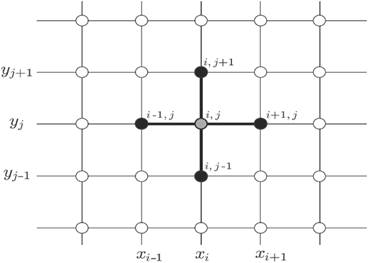 i, j+1
y_{j+1}
y_j i-1, j i, j i+1, j
i, j-1
y_{j-1}
x_{i-1} x_i x_{i+1}